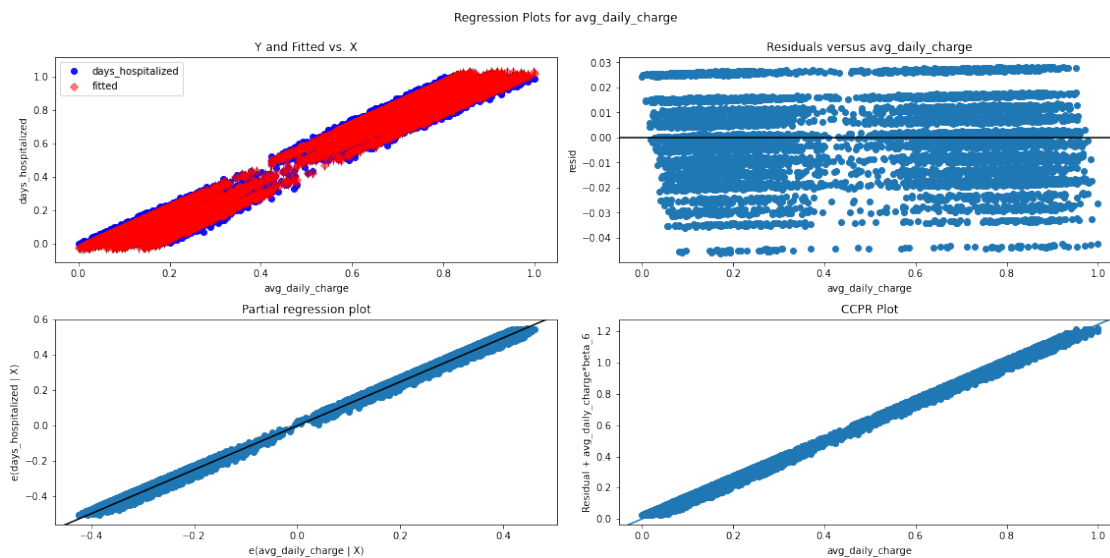 Regression Plots for avg_daily_charge
Y and Fitted vs. X
days_hospitalized
fitted
days_hospitalized
1.0
0.8
0.6
0.4
0.2
0.0
0.0 0.2 0.4 0.6 0.8 1.0
avg_daily_charge
Residuals versus avg_daily_charge
resid
0.03
0.02
0.01
0.00
−0.01
−0.02
−0.03
−0.04
0.0 0.2 0.4 0.6 0.8 1.0
avg_daily_charge
Partial regression plot
e(days_hospitalized | X)
0.6
0.4
0.2
0.0
−0.2
−0.4
−0.4 −0.2 0.0 0.2 0.4
e(avg_daily_charge | X)
CCPR Plot
Residual + avg_daily_charge*beta_6
1.2
1.0
0.8
0.6
0.4
0.2
0.0
0.0 0.2 0.4 0.6 0.8 1.0
avg_daily_charge